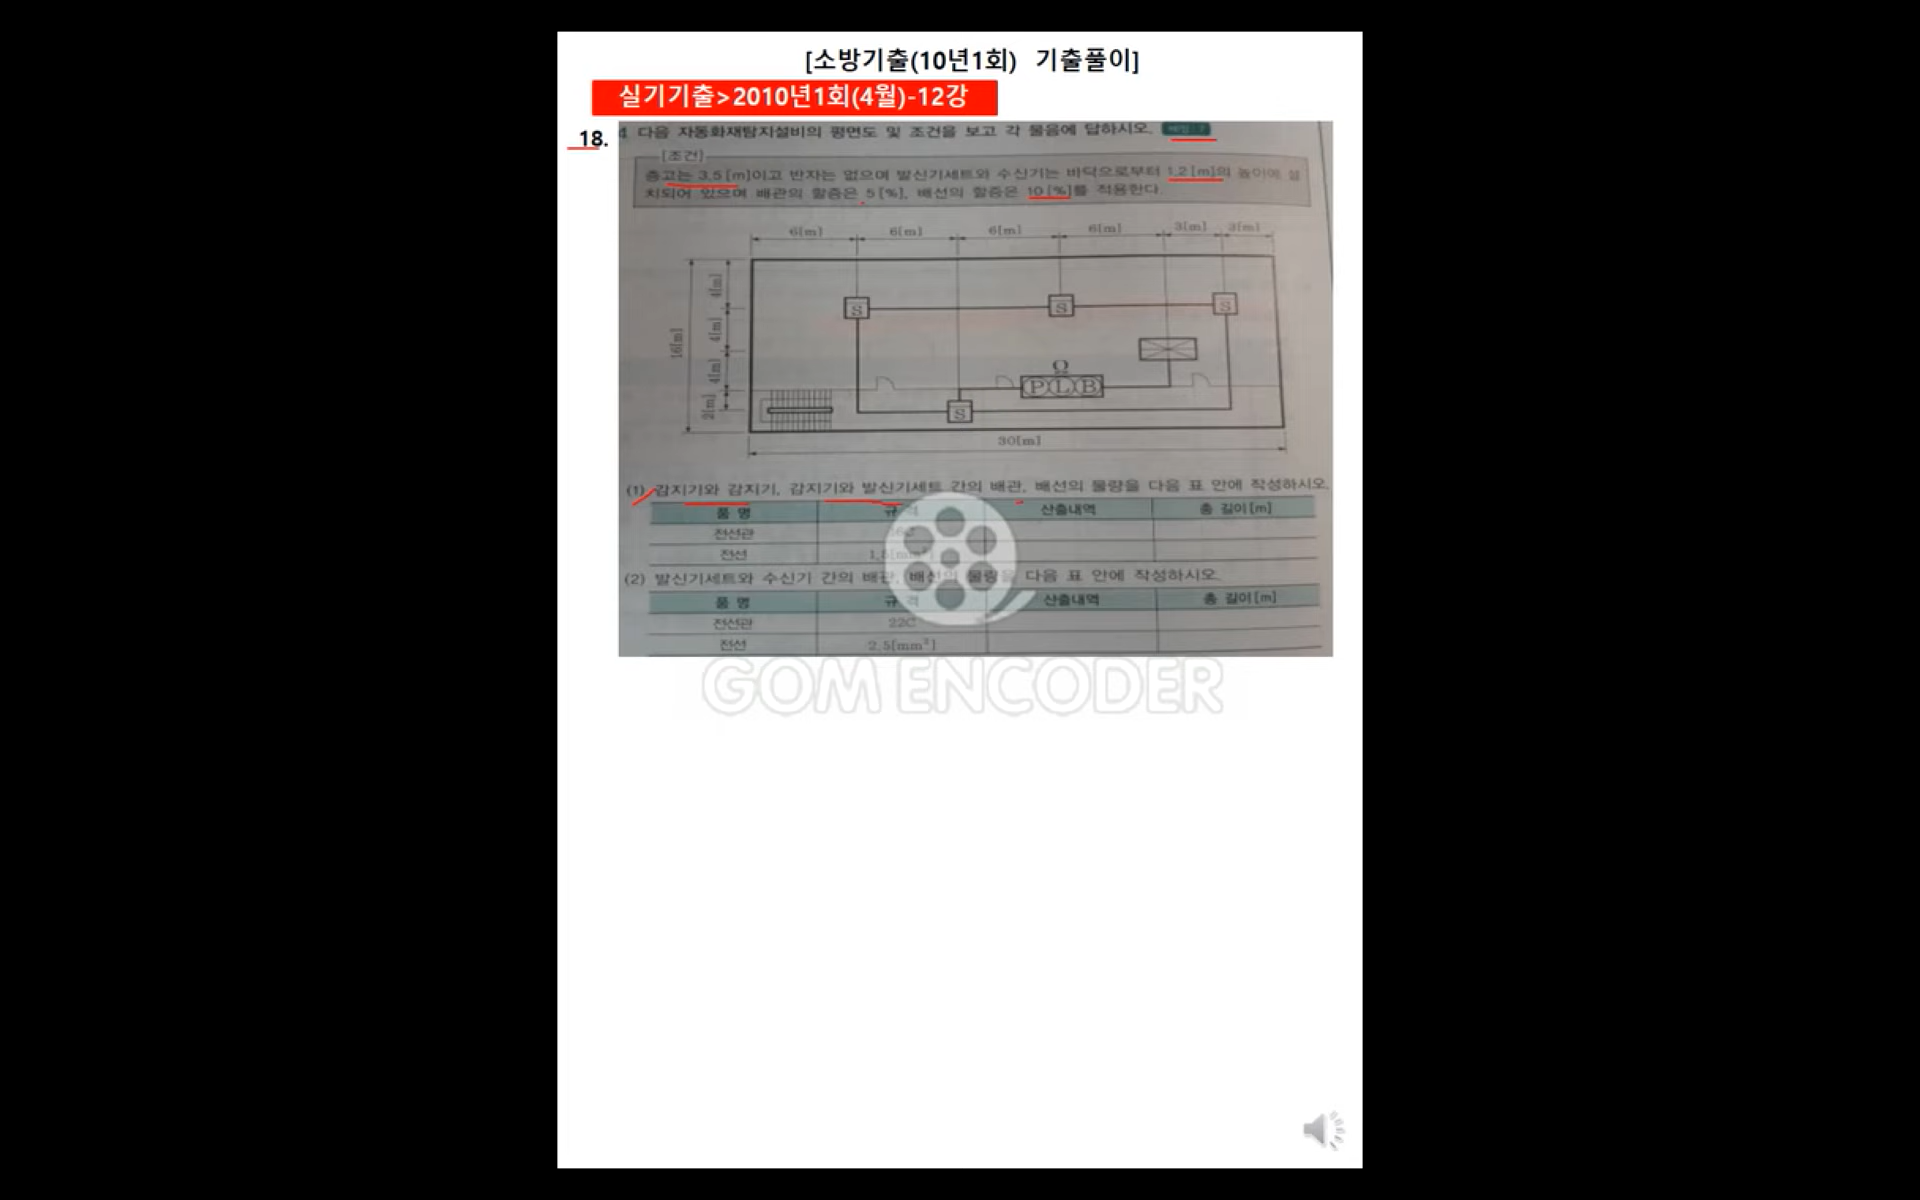 [소방기출(10년1회) 기출풀이]
실기기출>2010년1회(4월)-12강
18. 다음 자동화재탐지설비의 평면도 및 조건을 보고 각 물음에 답하시오.
[조건]
층고는 3.5[m]이고 반자는 없으며 발신기세트와 수신기는 바닥으로부터 1.2[m]의 높이에 설
치되어 있으며 배관의 할증은 5[%], 배선의 할증은 10[%]를 적용한다.
6[m] 6[m] 6[m] 6[m] 3[m] 3[m]
4[m]
S S S
16[m] 4[m]
4[m]
Ω
P L B
2[m]
S
30[m]
(1) 감지기와 감지기, 감지기와 발신기세트 간의 배관, 배선의 물량을 다음 표 안에 작성하시오.
품 명 규 격 산출내역 총 길이[m]
전선관
전선 1.5[mm²]
(2) 발신기세트와 수신기 간의 배관, 배선의 물량을 다음 표 안에 작성하시오.
품 명 규 격 산출내역 총 길이[m]
전선관 22C
전선 2.5[mm²]
GOM ENCODER